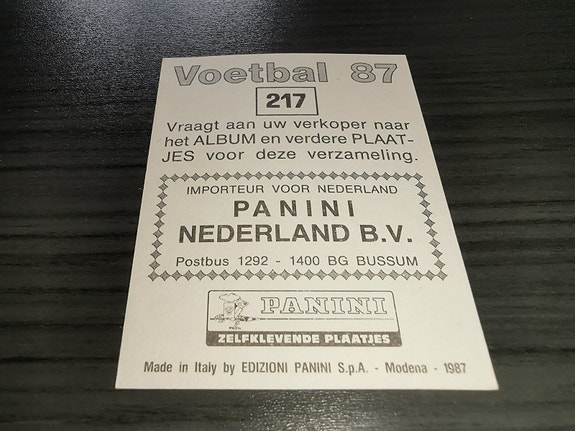 Voetbal 87
217
Vraagt aan uw verkoper naar
het ALBUM en verdere PLAAT-
JES voor deze verzameling.
IMPORTEUR VOOR NEDERLAND
PANINI
NEDERLAND B.V.
Postbus 1292 - 1400 BG BUSSUM
PANINI
ZELFKLEVENDE PLAATJES
Made in Italy by EDIZIONI PANINI S.p.A. - Modena - 1987